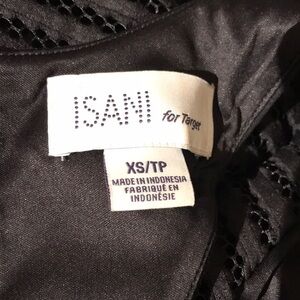 ISANI for Target
XS/TP
MADE IN INDONESIA
FABRIQUÉ EN
INDONÉSIE